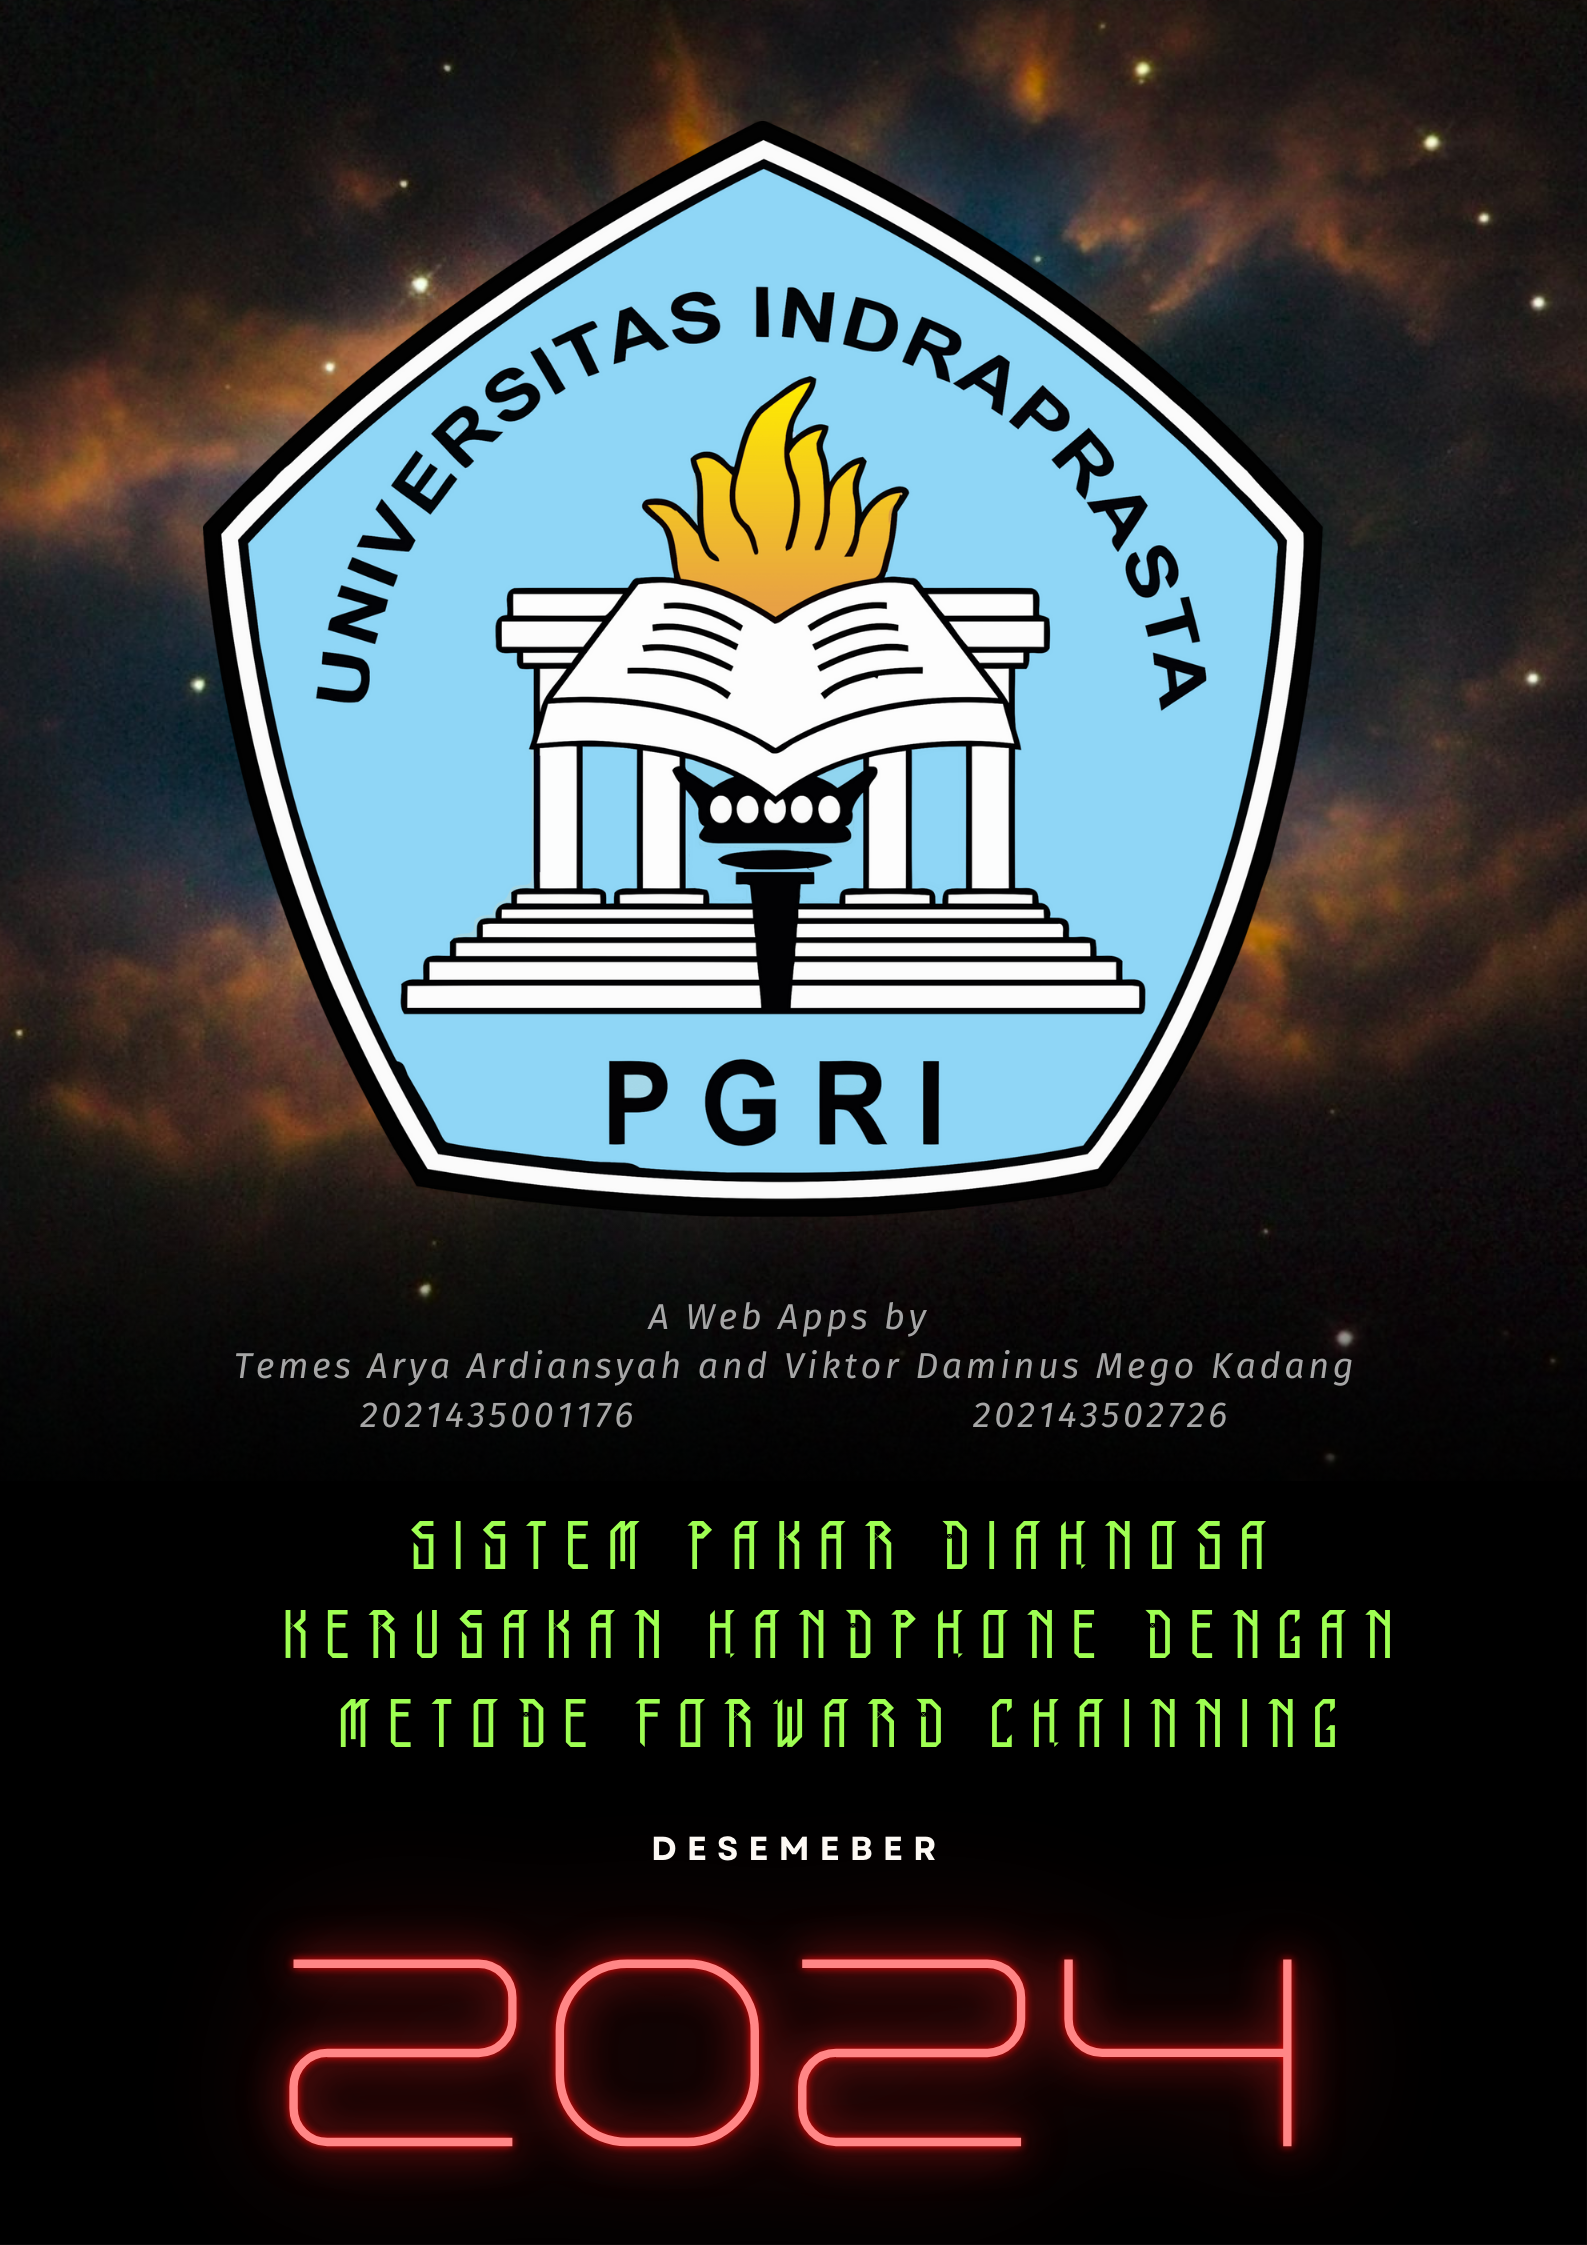 UNIVERSITAS INDRAPRASTA
PGRI
A Web Apps by
Temes Arya Ardiansyah and Viktor Daminus Mego Kadang
2021435001176 202143502726
SISTEM PAKAR DIAHNOSA
KERUSAKAN HANDPHONE DENGAN
METODE FORWARD CHAINNING
DESEMEBER
2024